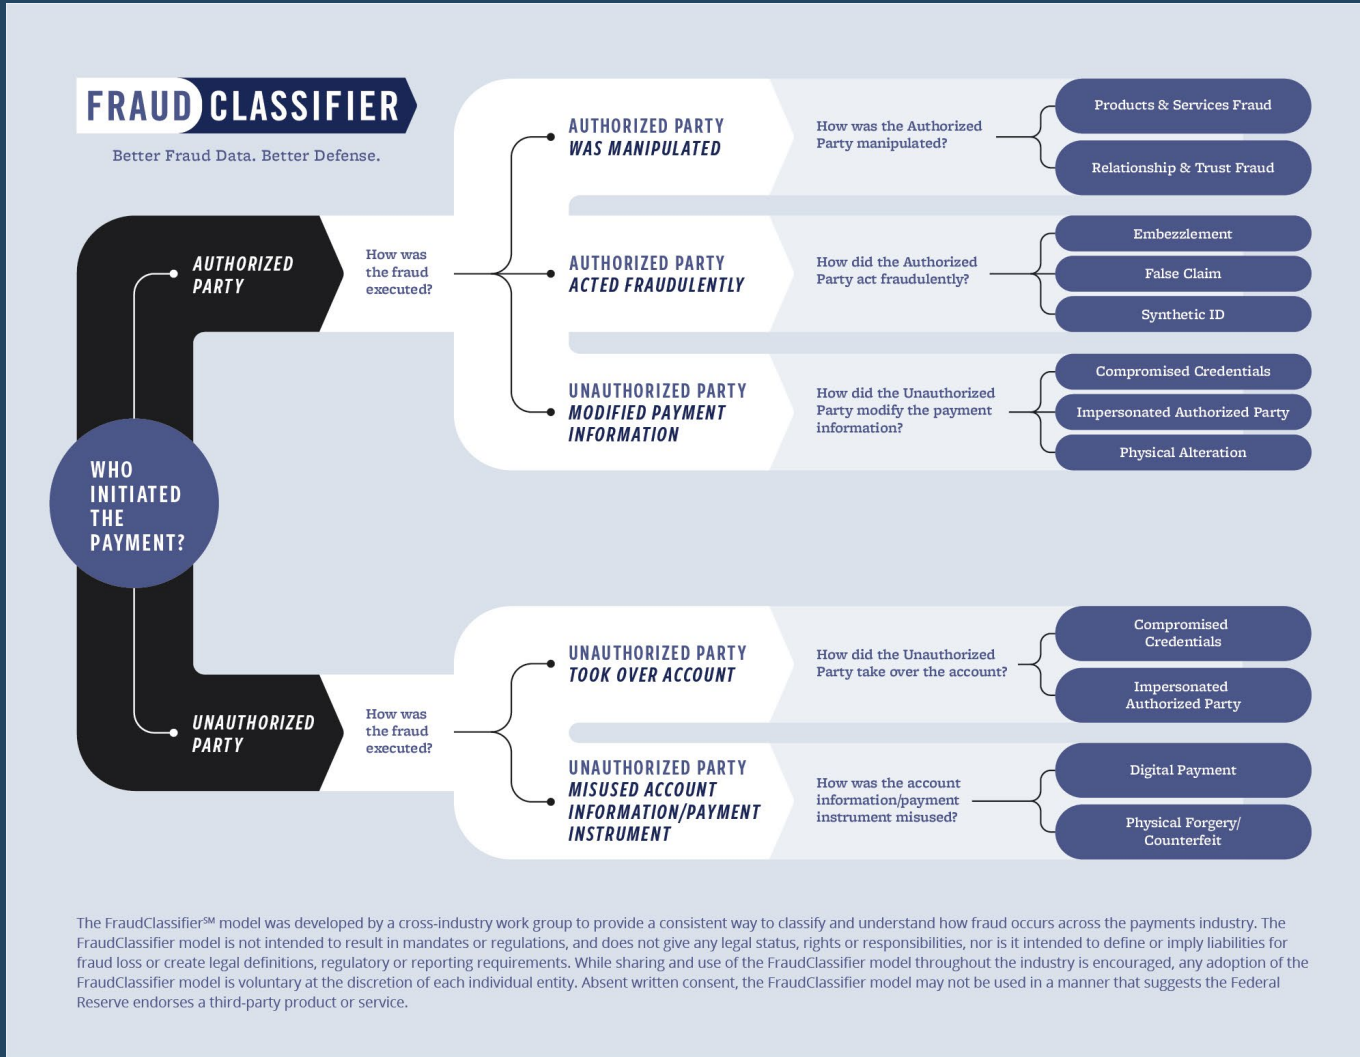 FRAUD CLASSIFIER
Better Fraud Data. Better Defense.
WHO
INITIATED
THE
PAYMENT?
AUTHORIZED
PARTY
How was
the fraud
executed?
AUTHORIZED PARTY
WAS MANIPULATED
How was the Authorized
Party manipulated?
Products & Services Fraud
Relationship & Trust Fraud
AUTHORIZED PARTY
ACTED FRAUDULENTLY
How did the Authorized
Party act fraudulently?
Embezzlement
False Claim
Synthetic ID
UNAUTHORIZED PARTY
MODIFIED PAYMENT
INFORMATION
How did the Unauthorized
Party modify the payment
information?
Compromised Credentials
Impersonated Authorized Party
Physical Alteration
UNAUTHORIZED
PARTY
How was
the fraud
executed?
UNAUTHORIZED PARTY
TOOK OVER ACCOUNT
How did the Unauthorized
Party take over the account?
Compromised
Credentials
Impersonated
Authorized Party
UNAUTHORIZED PARTY
MISUSED ACCOUNT
INFORMATION/PAYMENT
INSTRUMENT
How was the account
information/payment
instrument misused?
Digital Payment
Physical Forgery/
Counterfeit
The FraudClassifier℠ model was developed by a cross-industry work group to provide a consistent way to classify and understand how fraud occurs across the payments industry. The
FraudClassifier model is not intended to result in mandates or regulations, and does not give any legal status, rights or responsibilities, nor is it intended to define or imply liabilities for
fraud loss or create legal definitions, regulatory or reporting requirements. While sharing and use of the FraudClassifier model throughout the industry is encouraged, any adoption of the
FraudClassifier model is voluntary at the discretion of each individual entity. Absent written consent, the FraudClassifier model may not be used in a manner that suggests the Federal
Reserve endorses a third-party product or service.